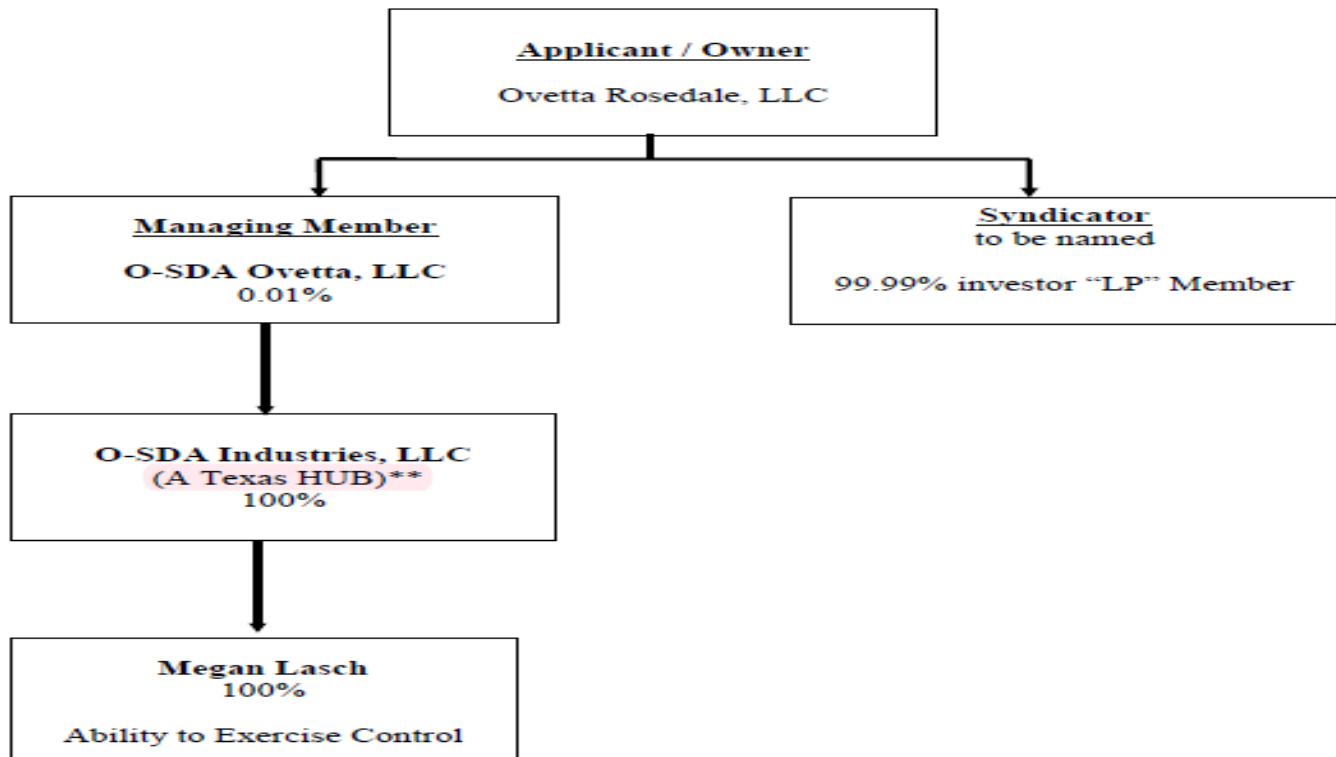 Applicant / Owner
Ovetta Rosedale, LLC
Managing Member
O-SDA Ovetta, LLC
0.01%
Syndicator
to be named
99.99% investor “LP” Member
O-SDA Industries, LLC
(A Texas HUB)**
100%
Megan Lasch
100%
Ability to Exercise Control